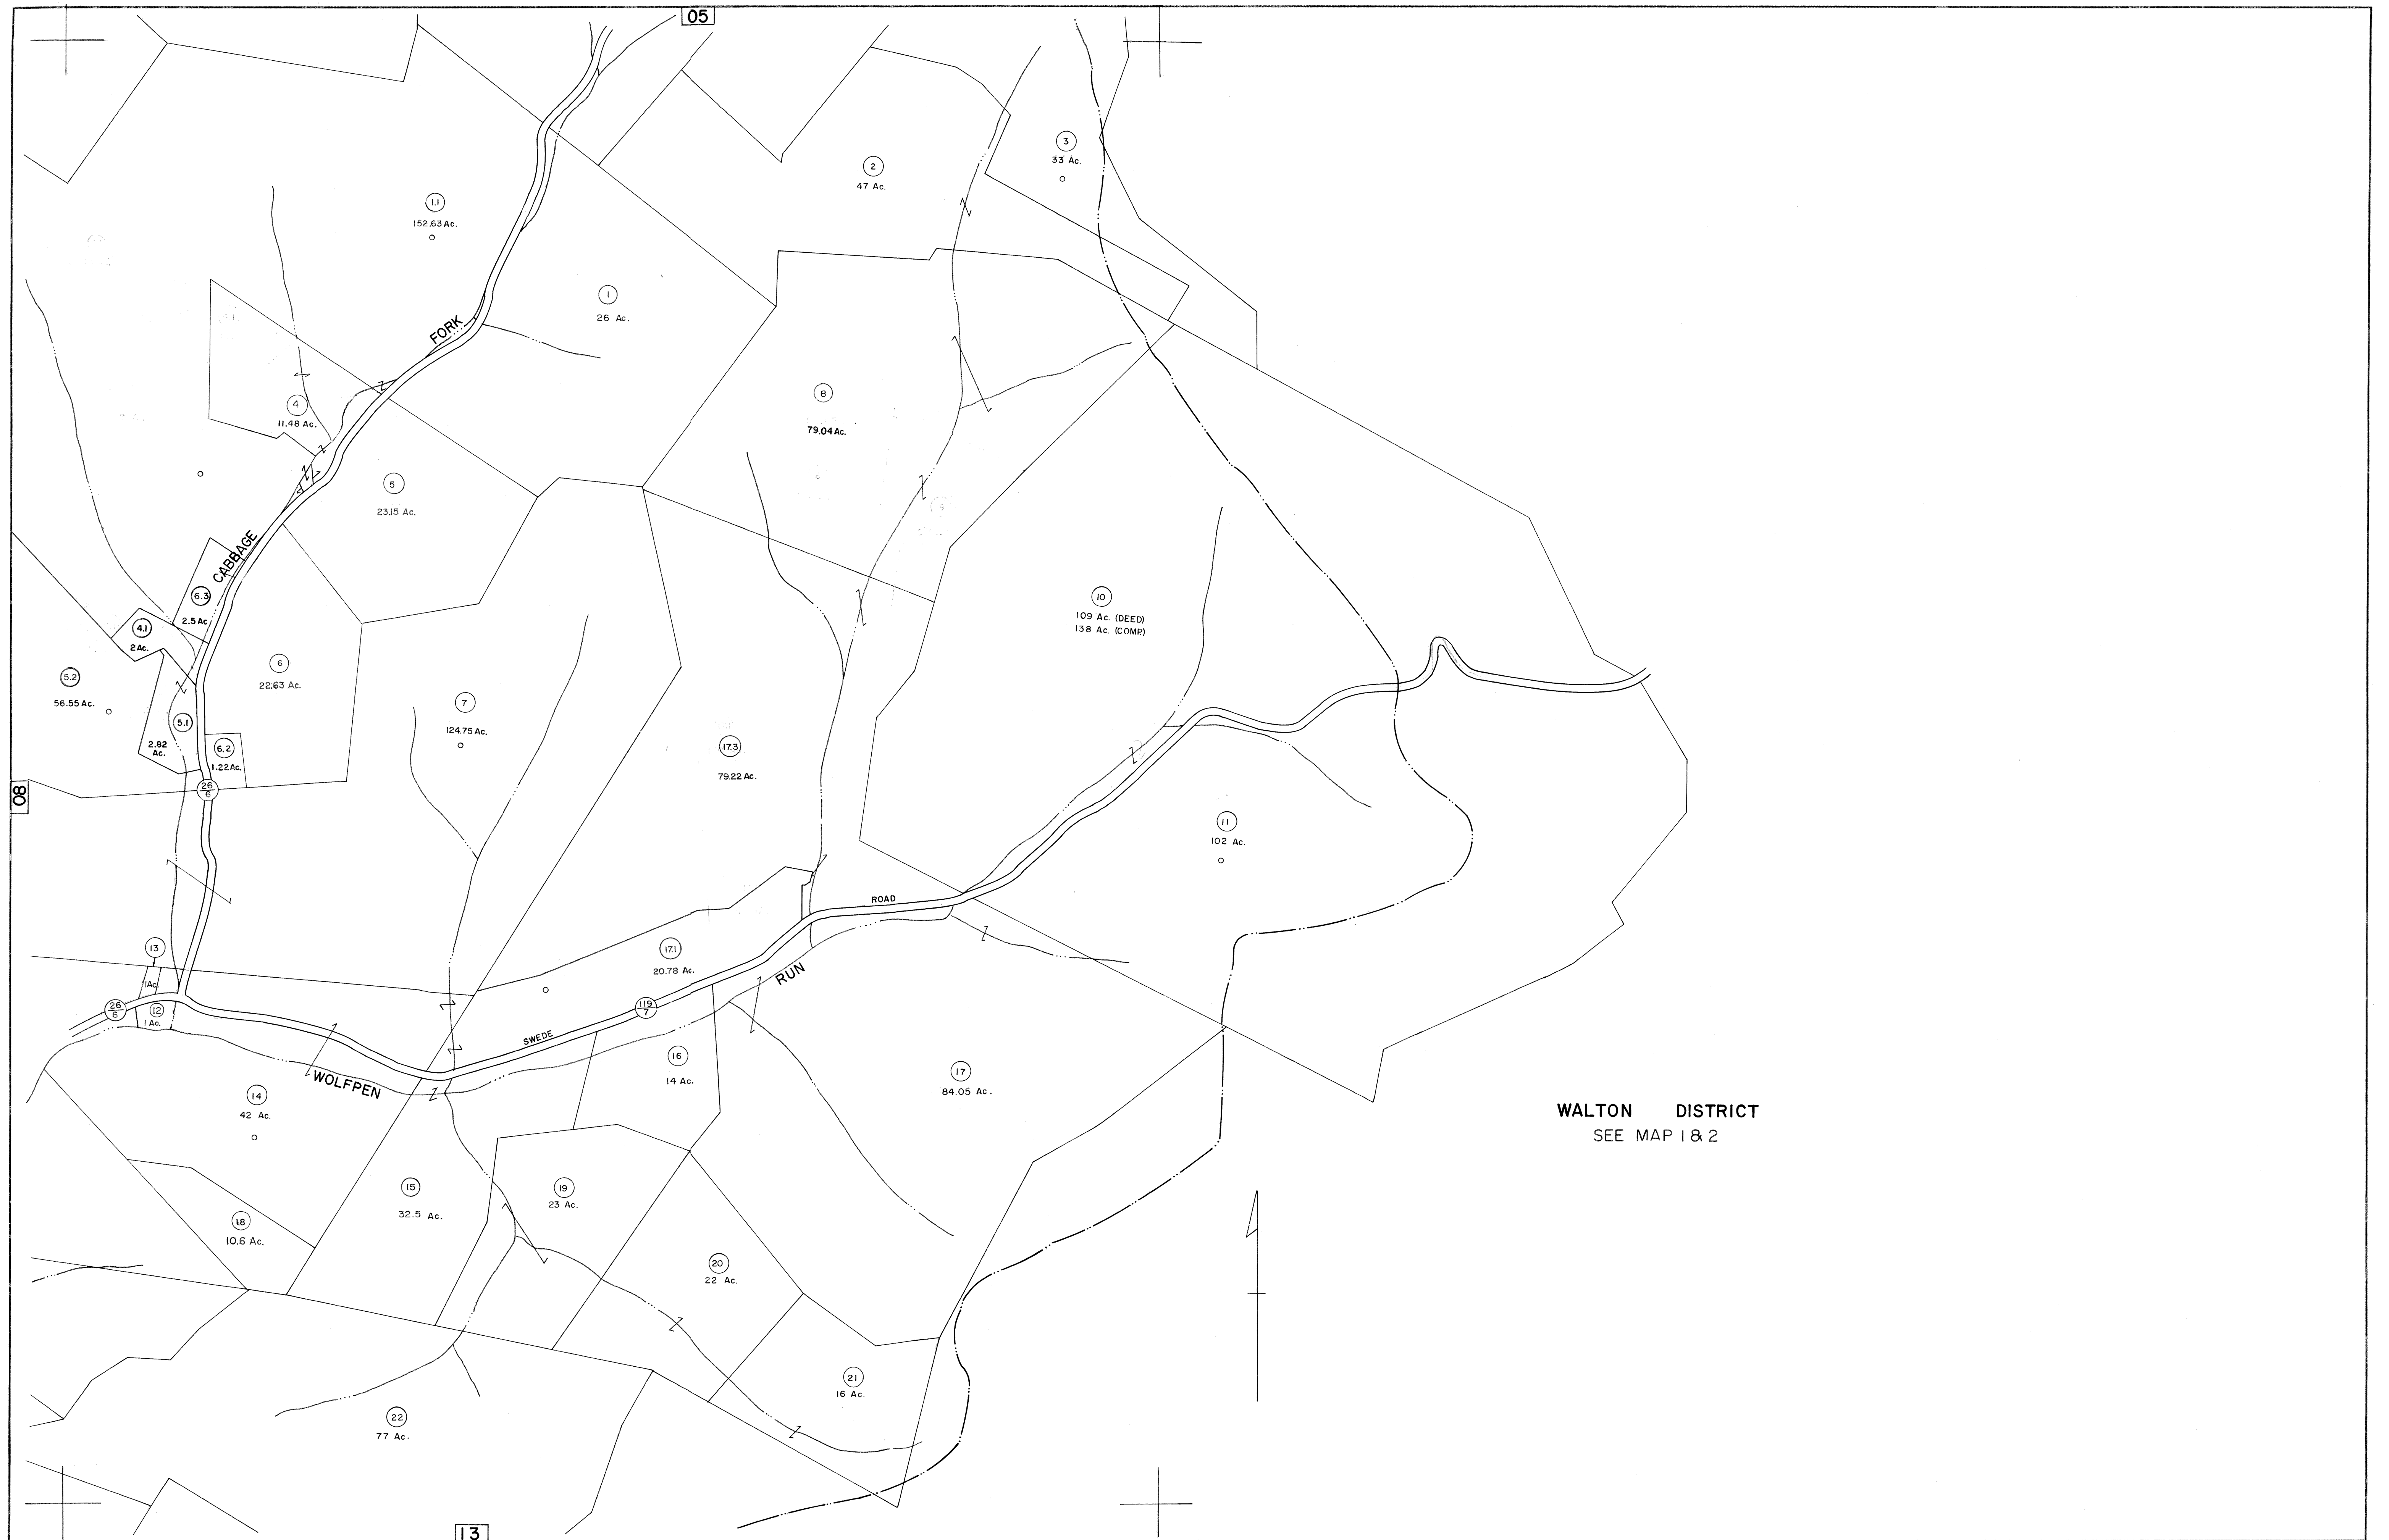 05
3
33 Ac.
2
47 Ac.
1.1
152.63 Ac.
1
26 Ac.
FORK
8
79.04 Ac.
4
11.48 Ac.
5
23.15 Ac.
CABBAGE
6.3
2.5 Ac
4.1
2 Ac.
10
109 Ac. (DEED)
138 Ac. (COMP.)
5.2
56.55 Ac.
6
22.63 Ac.
7
124.75 Ac.
5.1
2.82
Ac.
6.2
1.22 Ac.
17.3
79.22 Ac.
26
6
08
11
102 Ac.
ROAD
13
1 Ac.
17.1
20.78 Ac.
RUN
26
6
12
1 Ac.
119
7
SWEDE
WOLFPEN
16
14 Ac.
17
84.05 Ac.
14
42 Ac.
WALTON DISTRICT
SEE MAP 1 & 2
15
32.5 Ac.
19
23 Ac.
18
10.6 Ac.
20
22 Ac.
21
16 Ac.
22
77 Ac.
13